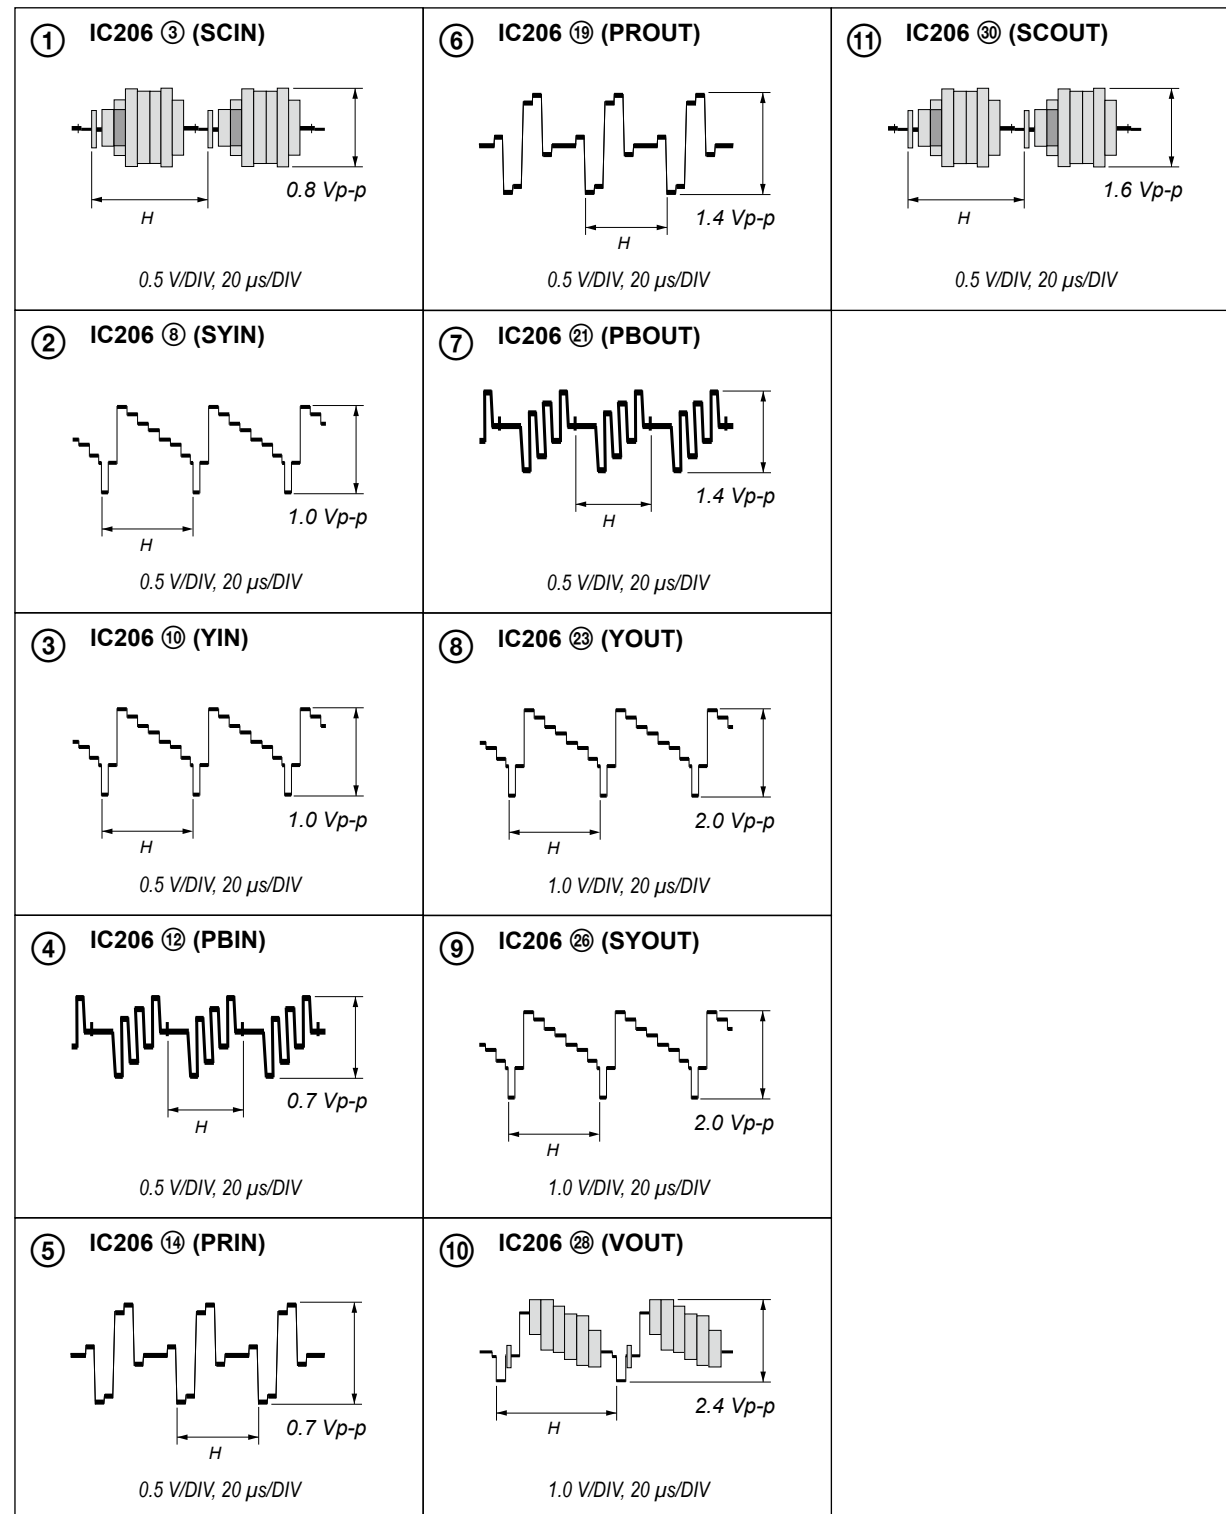 ① IC206 ③ (SCIN)
0.8 Vp-p
H
0.5 V/DIV, 20 µs/DIV
② IC206 ⑧ (SYIN)
1.0 Vp-p
H
0.5 V/DIV, 20 µs/DIV
③ IC206 ⑩ (YIN)
1.0 Vp-p
H
0.5 V/DIV, 20 µs/DIV
④ IC206 ⑫ (PBIN)
0.7 Vp-p
H
0.5 V/DIV, 20 µs/DIV
⑤ IC206 ⑭ (PRIN)
0.7 Vp-p
H
0.5 V/DIV, 20 µs/DIV
⑥ IC206 ⑲ (PROUT)
1.4 Vp-p
H
0.5 V/DIV, 20 µs/DIV
⑦ IC206 ㉑ (PBOUT)
1.4 Vp-p
H
0.5 V/DIV, 20 µs/DIV
⑧ IC206 ㉓ (YOUT)
2.0 Vp-p
H
1.0 V/DIV, 20 µs/DIV
⑨ IC206 ㉖ (SYOUT)
2.0 Vp-p
H
1.0 V/DIV, 20 µs/DIV
⑩ IC206 ㉘ (VOUT)
2.4 Vp-p
H
1.0 V/DIV, 20 µs/DIV
⑪ IC206 ㉚ (SCOUT)
1.6 Vp-p
H
0.5 V/DIV, 20 µs/DIV